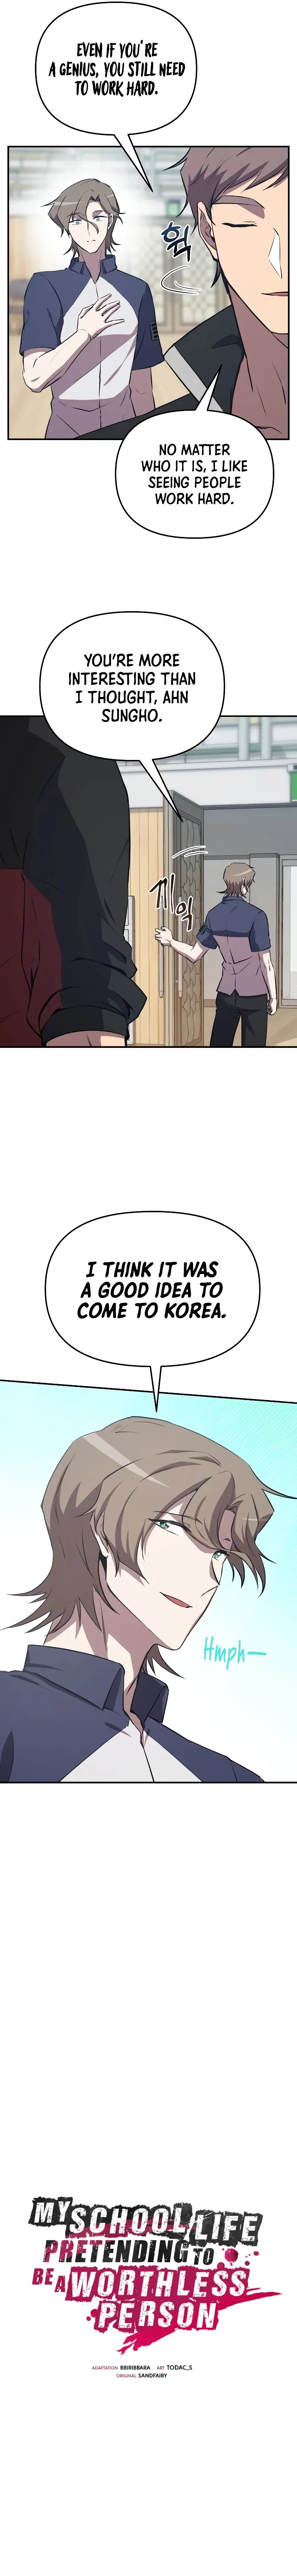 EVEN IF YOU'RE
A GENIUS, YOU STILL NEED
TO WORK HARD.
휙
NO MATTER
WHO IT IS, I LIKE
SEEING PEOPLE
WORK HARD.
YOU'RE MORE
INTERESTING THAN
I THOUGHT, AHN
SUNGHO.
끼익
I THINK IT WAS
A GOOD IDEA TO
COME TO KOREA.
Hmph—
MY SCHOOL LIFE
PRETENDING TO
BE A WORTHLESS
PERSON
ADAPTATION BBIRIBBARA ART TODAC_S
ORIGINAL SANDFAIRY